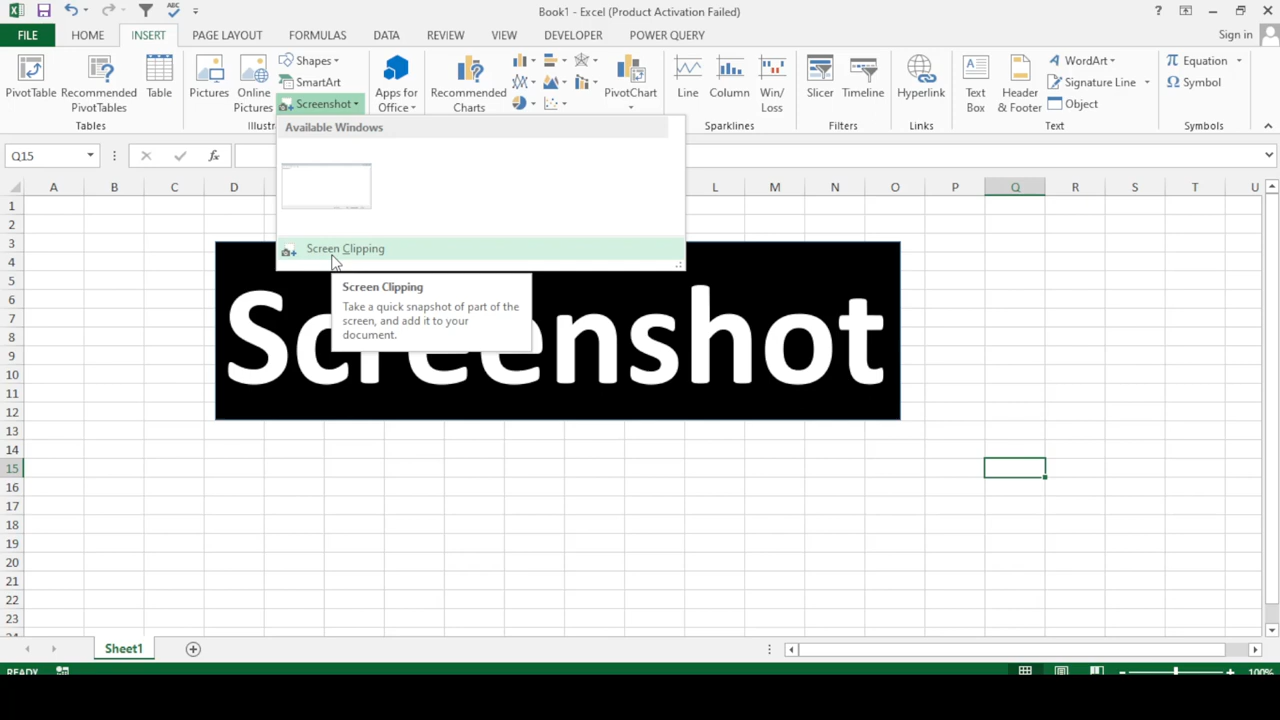 Book1 - Excel (Product Activation Failed)
FILE HOME INSERT PAGE LAYOUT FORMULAS DATA REVIEW VIEW DEVELOPER POWER QUERY Sign in
PivotTable Recommended PivotTables Table
Tables
Pictures Online Pictures Shapes SmartArt Screenshot
Illustr
Apps for Office
Recommended Charts
PivotChart
Line Column Win/Loss
Sparklines
Slicer Timeline
Filters
Hyperlink
Links
Text Box Header & Footer WordArt Signature Line Object
Text
Equation Symbol
Symbols
Available Windows
Screen Clipping
Screen Clipping
Take a quick snapshot of part of the
screen, and add it to your
document.
Q15 fx
A B C D L M N O P Q R S T U
1
2
3
4
5
6
7
8
9
10
11
12
13
14
15
16
17
18
19
20
21
22
23
24
Screenshot
Sheet1
READY 100%